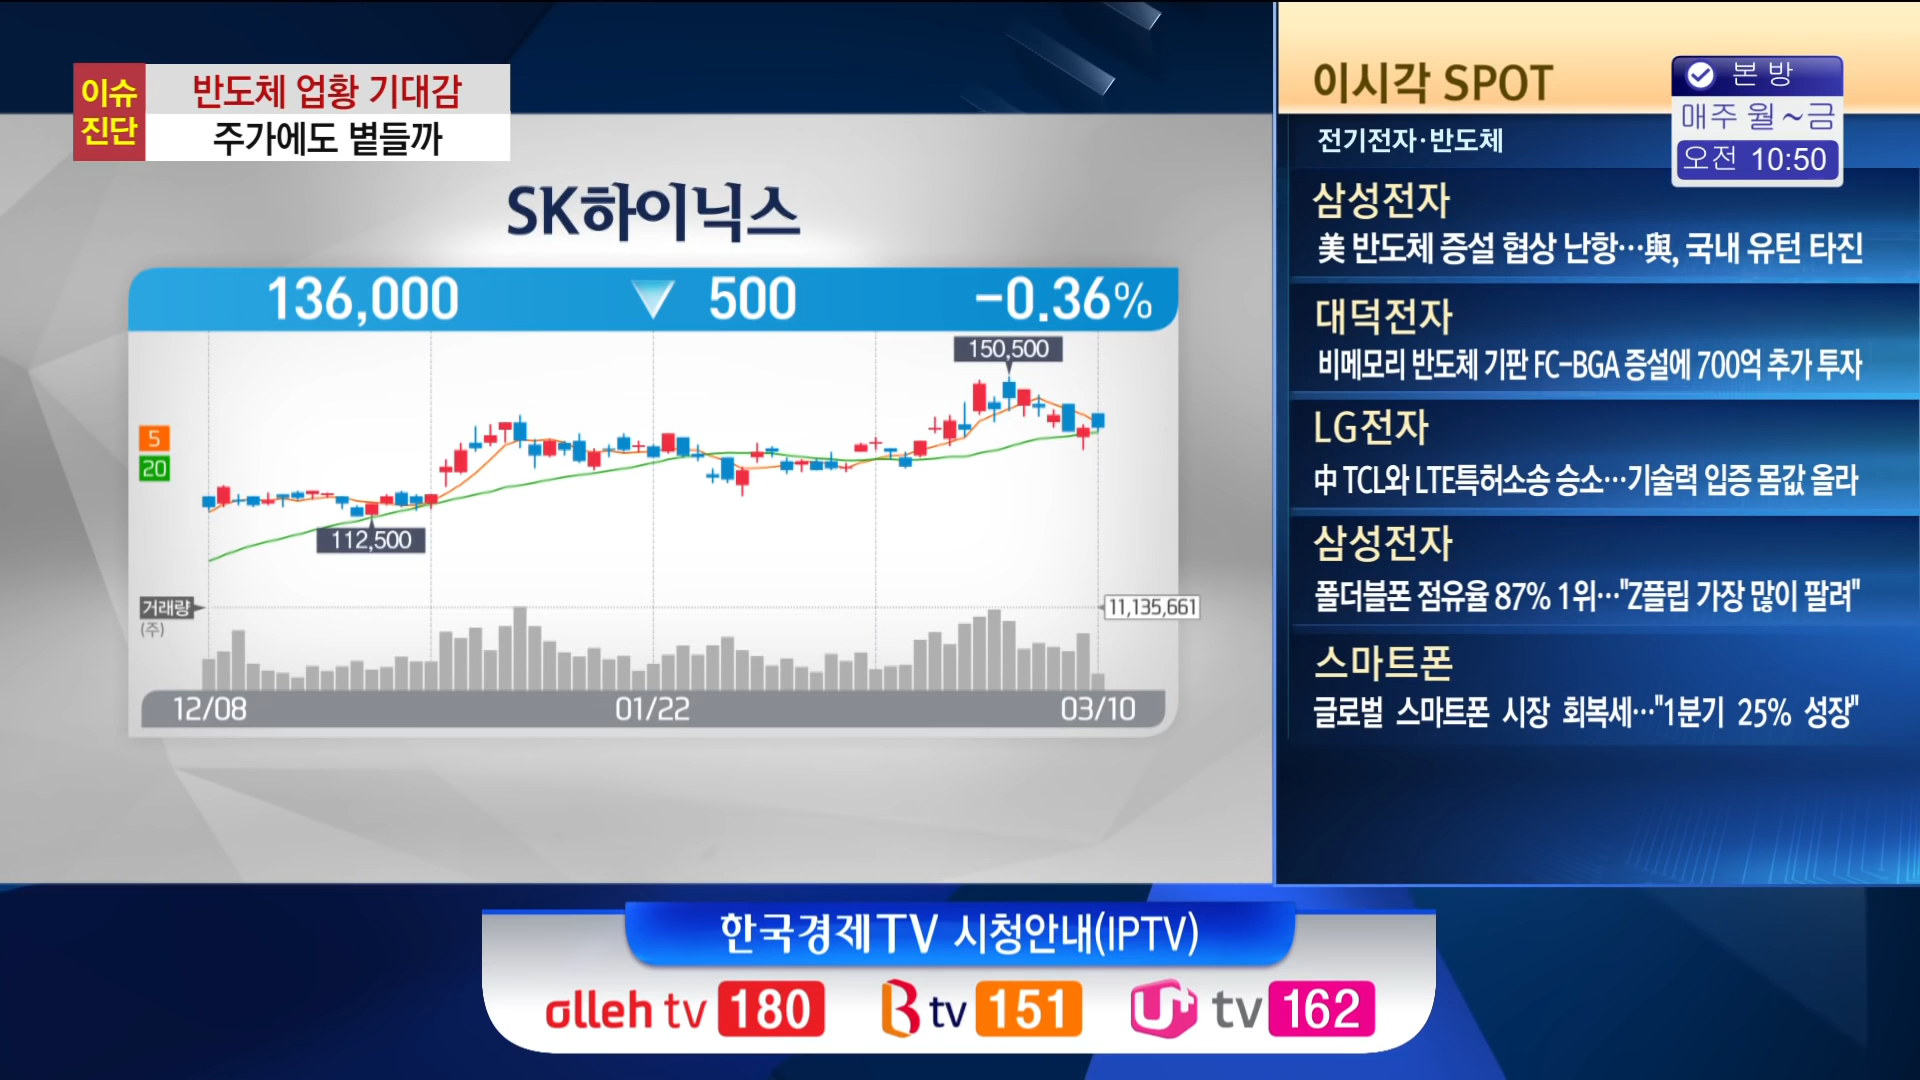 이슈
진단
반도체 업황 기대감
주가에도 볕들까
SK하이닉스
136,000 ▼ 500 -0.36%
150,500
5
20
112,500
거래량
(주)
11,135,661
12/08 01/22 03/10
이시각 SPOT
본 방
매주 월~금
오전 10:50
전기전자·반도체
삼성전자
美 반도체 증설 협상 난항…與, 국내 유턴 타진
대덕전자
비메모리 반도체 기판 FC-BGA 증설에 700억 추가 투자
LG전자
中 TCL와 LTE특허소송 승소…기술력 입증 몸값 올라
삼성전자
폴더블폰 점유율 87% 1위…"Z플립 가장 많이 팔려"
스마트폰
글로벌 스마트폰 시장 회복세…"1분기 25% 성장"
한국경제TV 시청안내(IPTV)
olleh tv 180 B tv 151 U+ tv 162